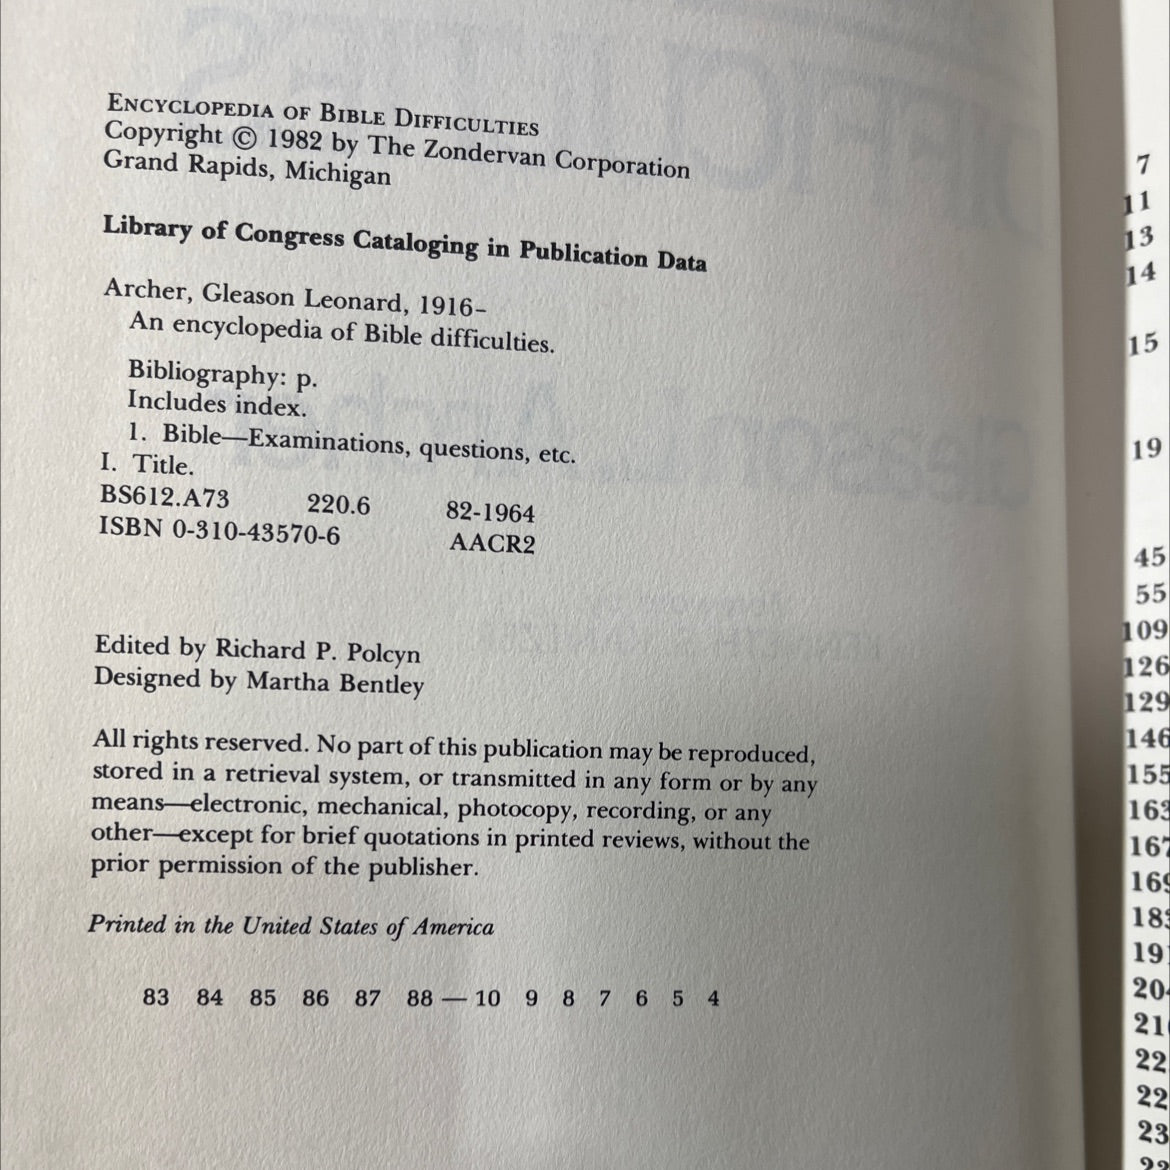 ENCYCLOPEDIA OF BIBLE DIFFICULTIES
Copyright © 1982 by The Zondervan Corporation
Grand Rapids, Michigan
Library of Congress Cataloging in Publication Data
Archer, Gleason Leonard, 1916–
An encyclopedia of Bible difficulties.
Bibliography: p.
Includes index.
1. Bible—Examinations, questions, etc.
I. Title.
BS612.A73 220.6 82-1964
ISBN 0-310-43570-6 AACR2
Edited by Richard P. Polcyn
Designed by Martha Bentley
All rights reserved. No part of this publication may be reproduced,
stored in a retrieval system, or transmitted in any form or by any
means—electronic, mechanical, photocopy, recording, or any
other—except for brief quotations in printed reviews, without the
prior permission of the publisher.
Printed in the United States of America
83 84 85 86 87 88 — 10 9 8 7 6 5 4
7
11
13
14
15
19
45
55
109
126
129
146
155
163
167
169